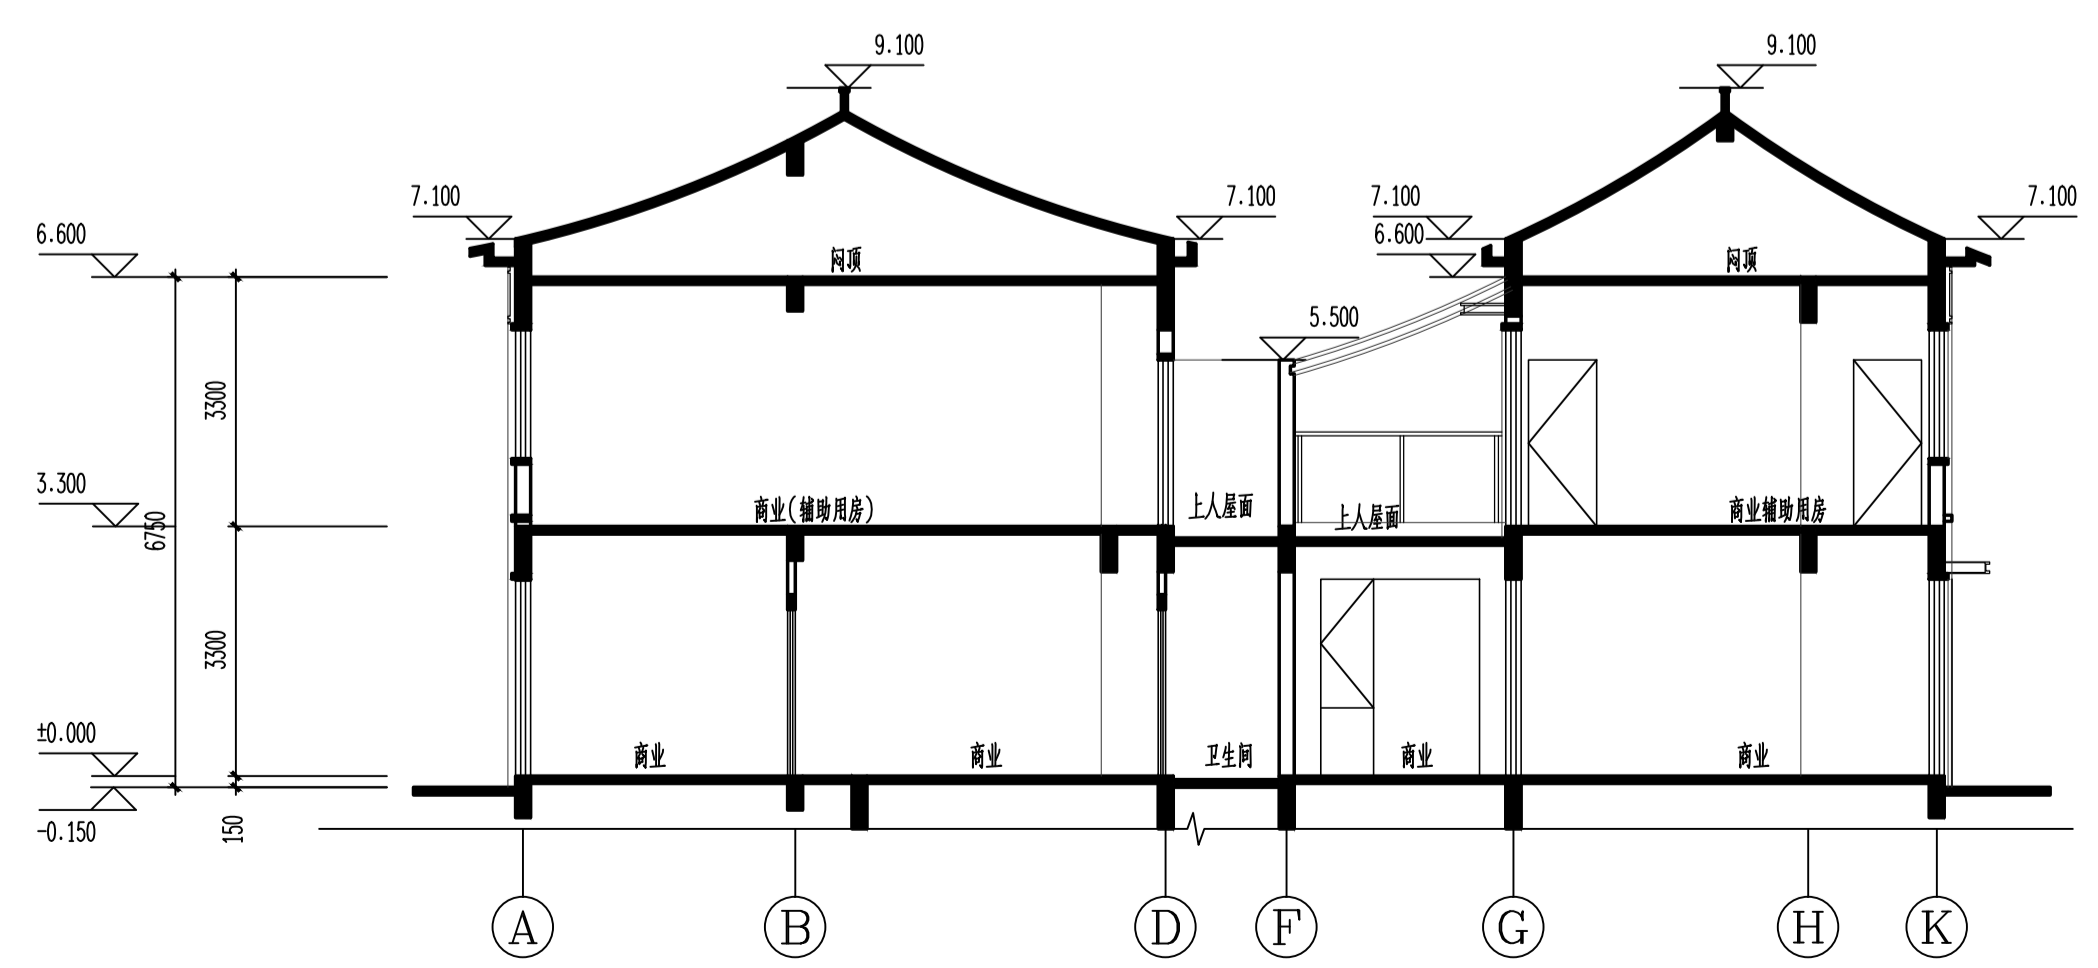 9.100
9.100
7.100
7.100
7.100
7.100
6.600
6.600
闷顶
闷顶
5.500
3300
3.300
6750
商业(辅助用房)
上人屋面
上人屋面
商业辅助用房
3300
±0.000
商业
商业
卫生间
商业
商业
-0.150
150
A
B
D
F
G
H
K